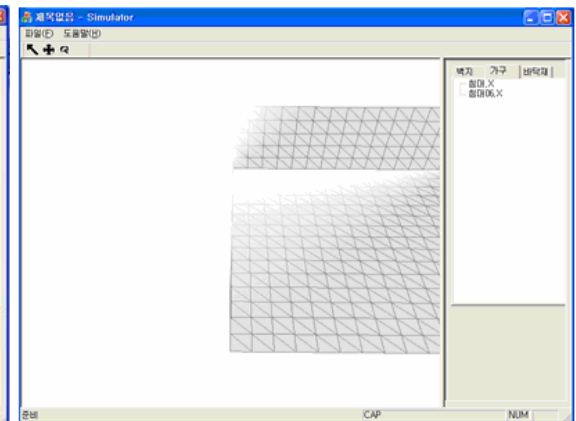 제목없음 - Simulator
파일(F) 도움말(H)
벽지 가구 바닥재
침대.X
침대06.X
준비 CAP NUM